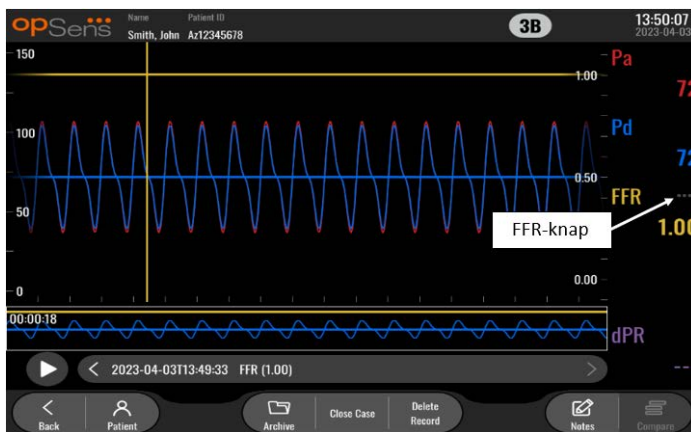 opSens
Name Patient ID
Smith, John Az12345678
3B
13:50:07
2023-04-03
150
100
50
0
1.00
0.50
0.00
Pa
72
Pd
72
FFR
---
1.00
FFR-knap
00:00:18
dPR
--
2023-04-03T13:49:33 FFR (1.00)
Back
Patient
Archive
Close Case
Delete
Record
Notes
Compare